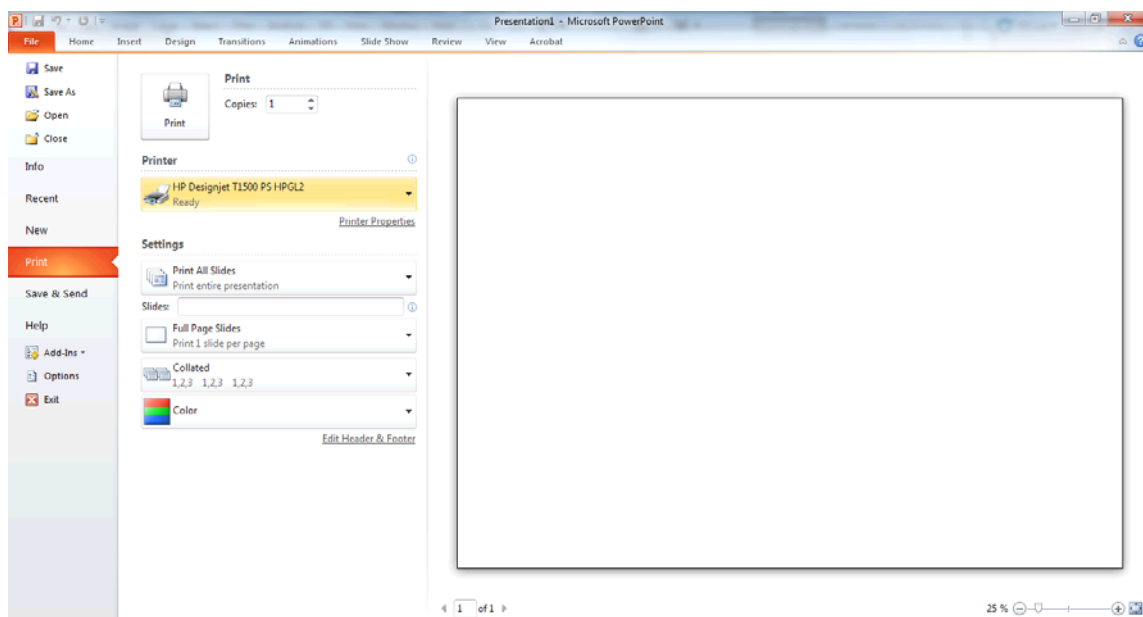 Presentation1 - Microsoft PowerPoint
File Home Insert Design Transitions Animations Slide Show Review View Acrobat
Save
Save As
Open
Close
Info
Recent
New
Print
Save & Send
Help
Add-Ins
Options
Exit
Print
Print
Copies: 1
Printer
HP Designjet T1500 PS HPGL2
Ready
Printer Properties
Settings
Print All Slides
Print entire presentation
Slides:
Full Page Slides
Print 1 slide per page
Collated
1,2,3 1,2,3 1,2,3
Color
Edit Header & Footer
1 of 1
25 %